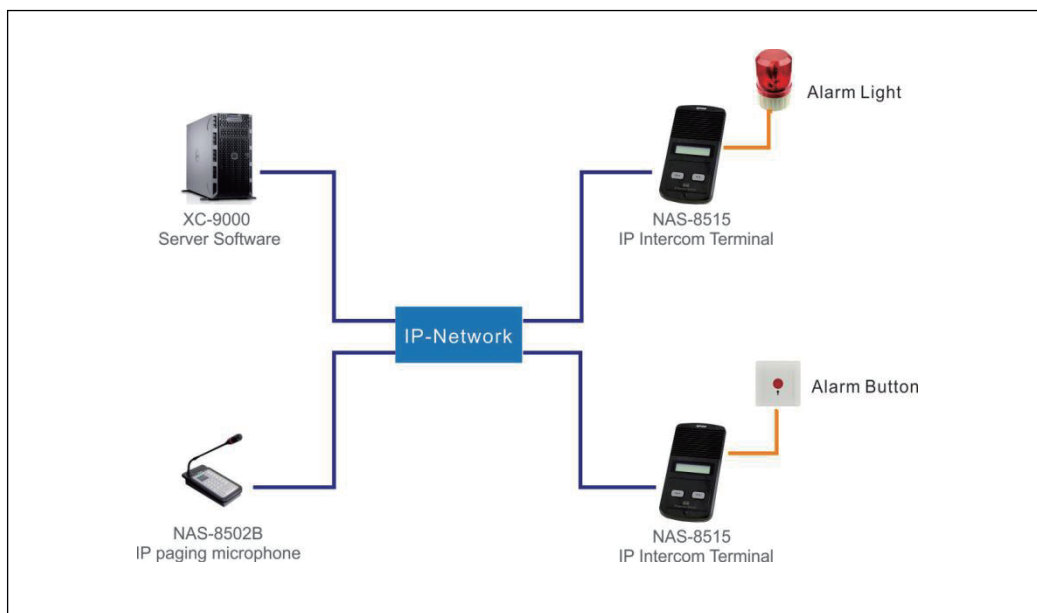 Alarm Light
XC-9000
Server Software
NAS-8515
IP Intercom Terminal
IP-Network
Alarm Button
NAS-8502B
IP paging microphone
NAS-8515
IP Intercom Terminal